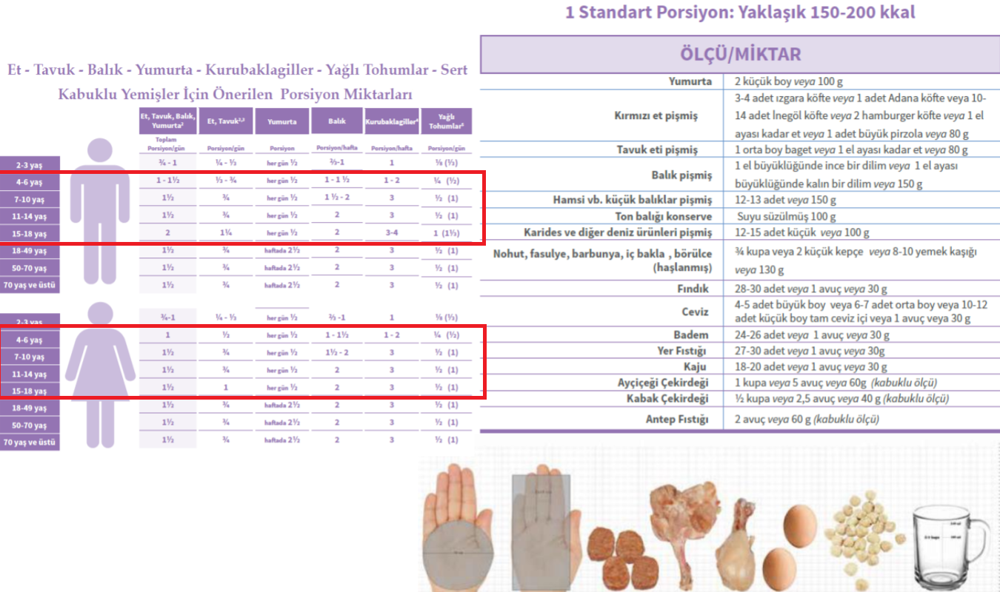 1 Standart Porsiyon: Yaklaşık 150-200 kkal
Et - Tavuk - Balık - Yumurta - Kurubaklagiller - Yağlı Tohumlar - Sert
Kabuklu Yemişler İçin Önerilen Porsiyon Miktarları
Et, Tavuk, Balık, Yumurta² Et, Tavuk²,³ Yumurta Balık Kurubaklagiller⁴ Yağlı Tohumlar⁵
Toplam Porsiyon/gün Porsiyon/gün Porsiyon Porsiyon/hafta Porsiyon/hafta Porsiyon/gün
2-3 yaş ¾ - 1 ¼ - ⅓ her gün ½ ⅔-1 1 ⅛ (⅓)
4-6 yaş 1 - 1½ ½ - ¾ her gün ½ 1 - 1 ½ 1 - 2 ¼ (½)
7-10 yaş 1½ ¾ her gün ½ 1 ½ - 2 3 ½ (1)
11-14 yaş 1½ ¾ her gün ½ 2 3 ½ (1)
15-18 yaş 2 1¼ her gün ½ 2 3-4 1 (1½)
18-49 yaş 1½ ¾ haftada 2½ 2 3 ½ (1)
50-70 yaş 1½ ¾ haftada 2½ 2 3 ½ (1)
70 yaş ve üstü 1½ ¾ haftada 2½ 2 3 ½ (1)
2-3 yaş ¾-1 ¼ - ⅓ her gün ½ ⅔ -1 1 ⅛ (⅓)
4-6 yaş 1 ½ her gün ½ 1 - 1½ 1 - 2 ¼ (½)
7-10 yaş 1½ ¾ her gün ½ 1½ - 2 3 ½ (1)
11-14 yaş 1½ ¾ her gün ½ 2 3 ½ (1)
15-18 yaş 1½ 1 her gün ½ 2 3 ½ (1)
18-49 yaş 1½ ¾ haftada 2½ 2 3 ½ (1)
50-70 yaş 1½ ¾ haftada 2½ 2 3 ½ (1)
70 yaş ve üstü 1½ ¾ haftada 2½ 2 3 ½ (1)
ÖLÇÜ/MİKTAR
Yumurta 2 küçük boy veya 100 g
Kırmızı et pişmiş 3-4 adet ızgara köfte veya 1 adet Adana köfte veya 10-
14 adet İnegöl köfte veya 2 hamburger köfte veya 1 el
ayası kadar et veya 1 adet büyük pirzola veya 80 g
Tavuk eti pişmiş 1 orta boy baget veya 1 el ayası kadar et veya 80 g
Balık pişmiş 1 el büyüklüğünde ince bir dilim veya 1 el ayası
büyüklüğünde kalın bir dilim veya 150 g
Hamsi vb. küçük balıklar pişmiş 12-13 adet veya 150 g
Ton balığı konserve Suyu süzülmüş 100 g
Karides ve diğer deniz ürünleri pişmiş 12-15 adet küçük veya 100 g
Nohut, fasulye, barbunya, iç bakla , börülce (haşlanmış) ¾ kupa veya 2 küçük kepçe veya 8-10 yemek kaşığı
veya 130 g
Fındık 28-30 adet veya 1 avuç veya 30 g
Ceviz 4-5 adet büyük boy veya 6-7 adet orta boy veya 10-12
adet küçük boy tam ceviz içi veya 1 avuç veya 30 g
Badem 24-26 adet veya 1 avuç veya 30 g
Yer Fıstığı 27-30 adet veya 1 avuç veya 30g
Kaju 18-20 adet veya 1 avuç veya 30 g
Ayçiçeği Çekirdeği 1 kupa veya 5 avuç veya 60g (kabuklu ölçü)
Kabak Çekirdeği ½ kupa veya 2,5 avuç veya 40 g (kabuklu ölçü)
Antep Fıstığı 2 avuç veya 60 g (kabuklu ölçü)